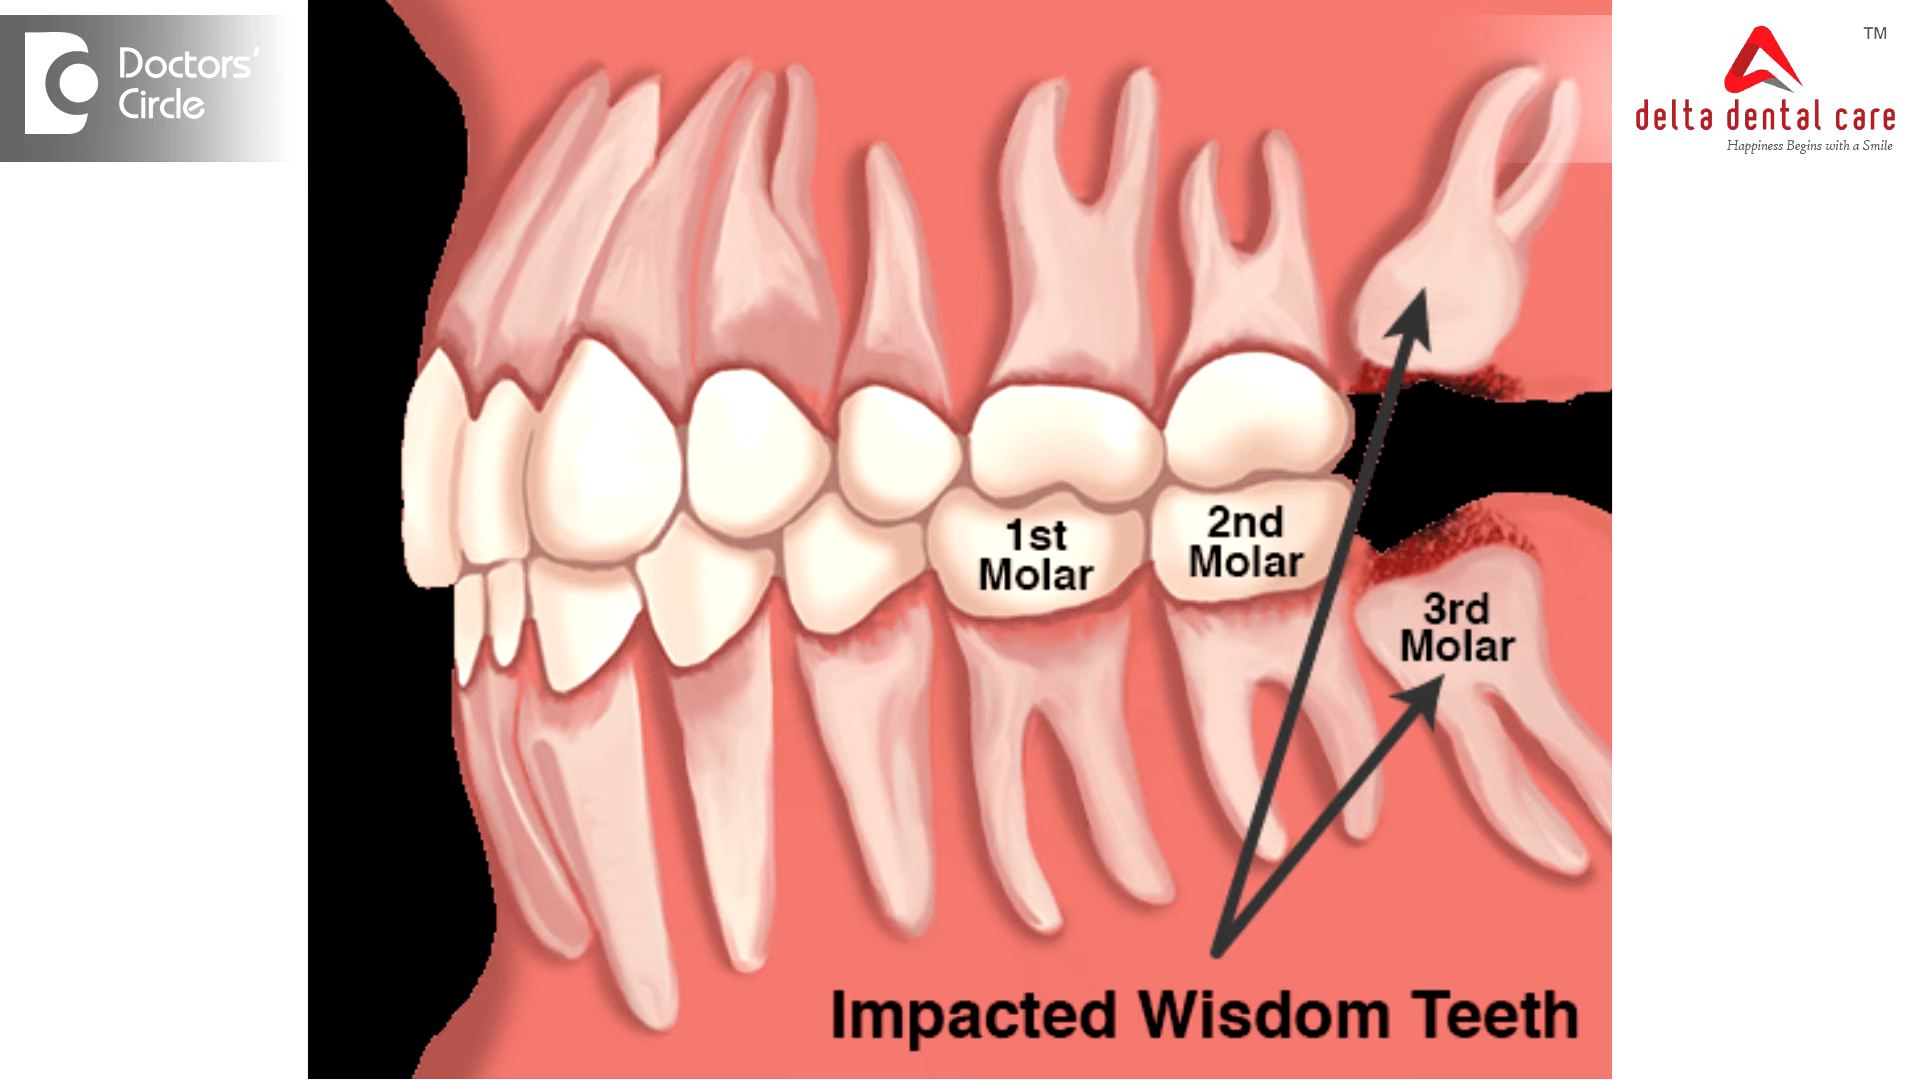 Doctors'
Circle
TM
delta dental care
Happiness Begins with a Smile
1st
Molar
2nd
Molar
3rd
Molar
Impacted Wisdom Teeth